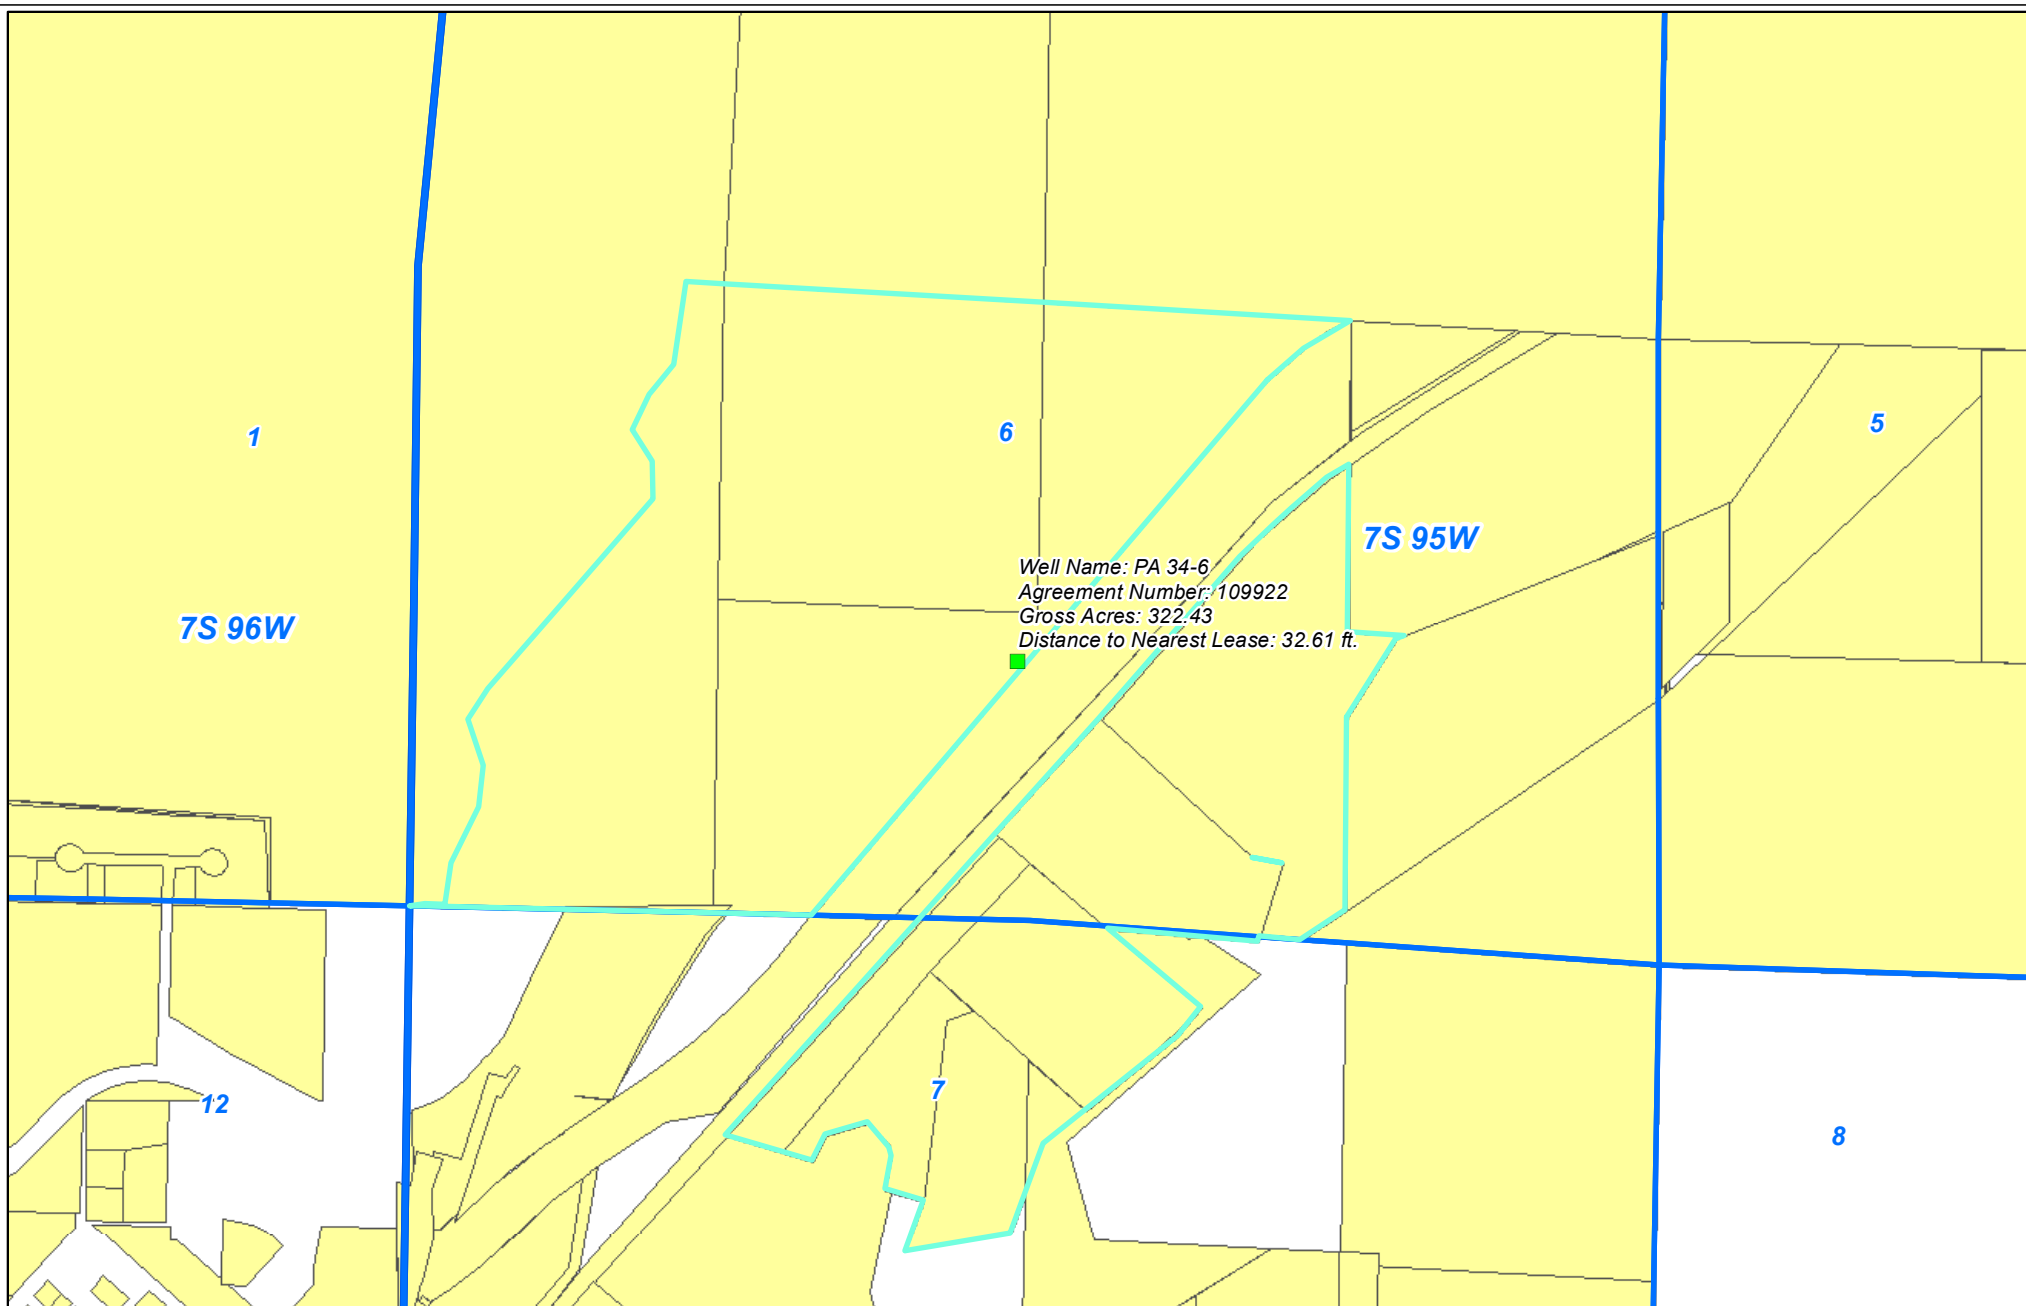 1
6
5
7S 95W
Well Name: PA 34-6
Agreement Number: 109922
Gross Acres: 322.43
Distance to Nearest Lease: 32.61 ft.
7S 96W
7
12
8